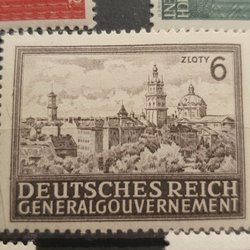 ZLOTY 6
DEUTSCHES REICH
GENERALGOUVERNEMENT